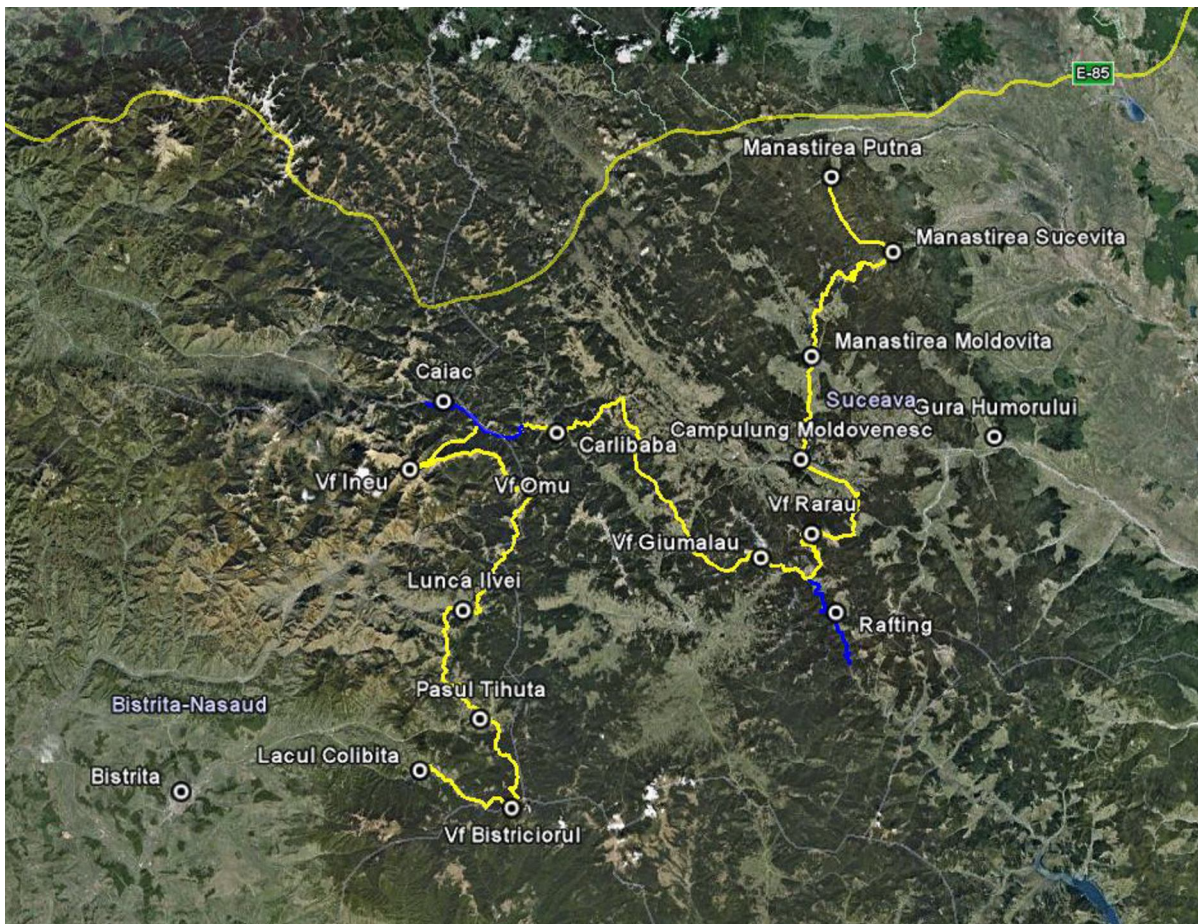 E-85
Manastirea Putna
Manastirea Sucevita
Manastirea Moldovita
Caiac
Suceava
Gura Humorului
Campulung Moldovenesc
Carlibaba
Vf Ineu
Vf Omu
Vf Rarau
Vf Giumalau
Lunca Ilvei
Rafting
Pasul Tihuta
Bistrita-Nasaud
Lacul Colibita
Bistrita
Vf Bistriciorul